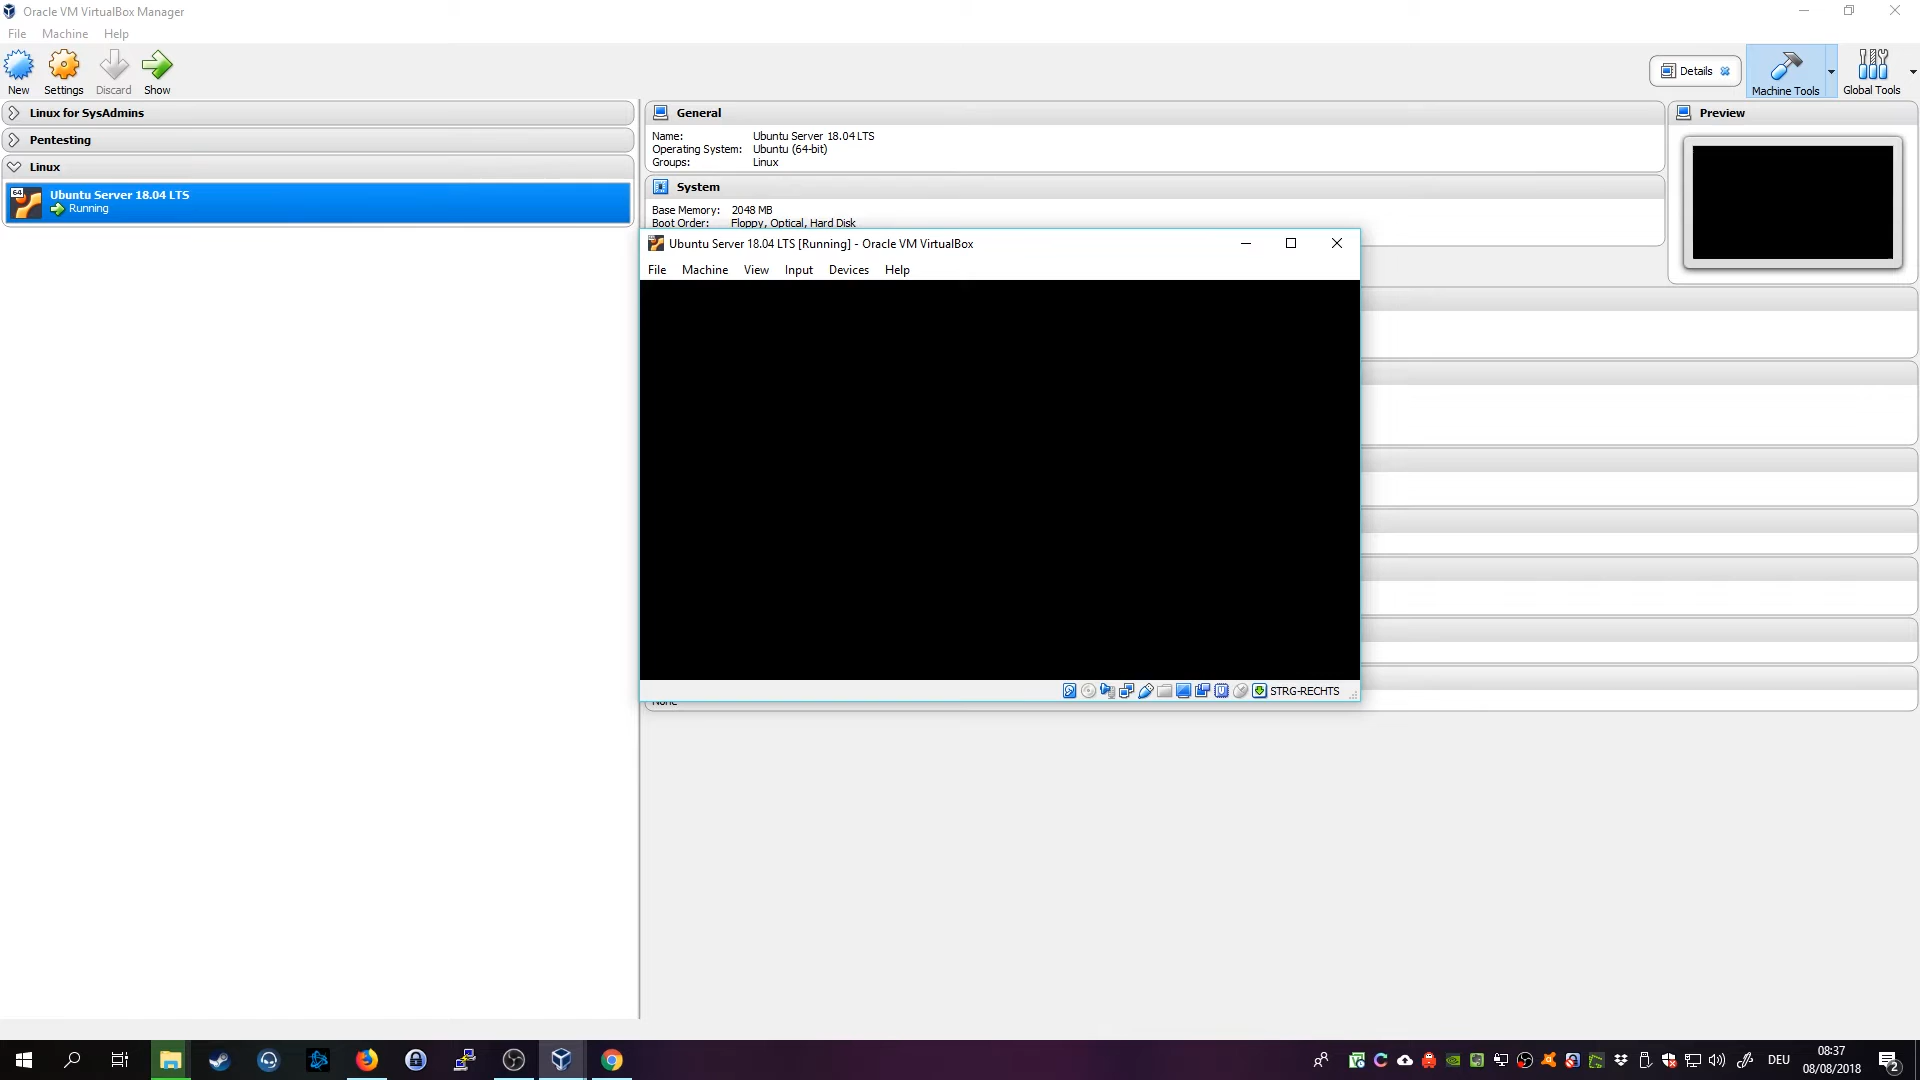 Oracle VM VirtualBox Manager
File Machine Help
New Settings Discard Show
Details
Machine Tools
Global Tools
Linux for SysAdmins
Pentesting
Linux
64
Ubuntu Server 18.04 LTS
Running
General
Name: Ubuntu Server 18.04 LTS
Operating System: Ubuntu (64-bit)
Groups: Linux
System
Base Memory: 2048 MB
Boot Order: Floppy, Optical, Hard Disk
Preview
Ubuntu Server 18.04 LTS [Running] - Oracle VM VirtualBox
File Machine View Input Devices Help
STRG-RECHTS
None
DEU
08:37
08/08/2018
2